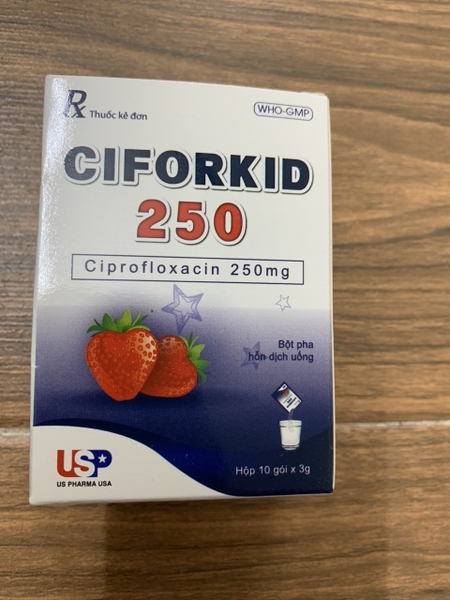 Rx Thuốc kê đơn
WHO-GMP
CIFORKID
250
Ciprofloxacin 250mg
Bột pha
hỗn dịch uống
USP
US PHARMA USA
Hộp 10 gói x 3g